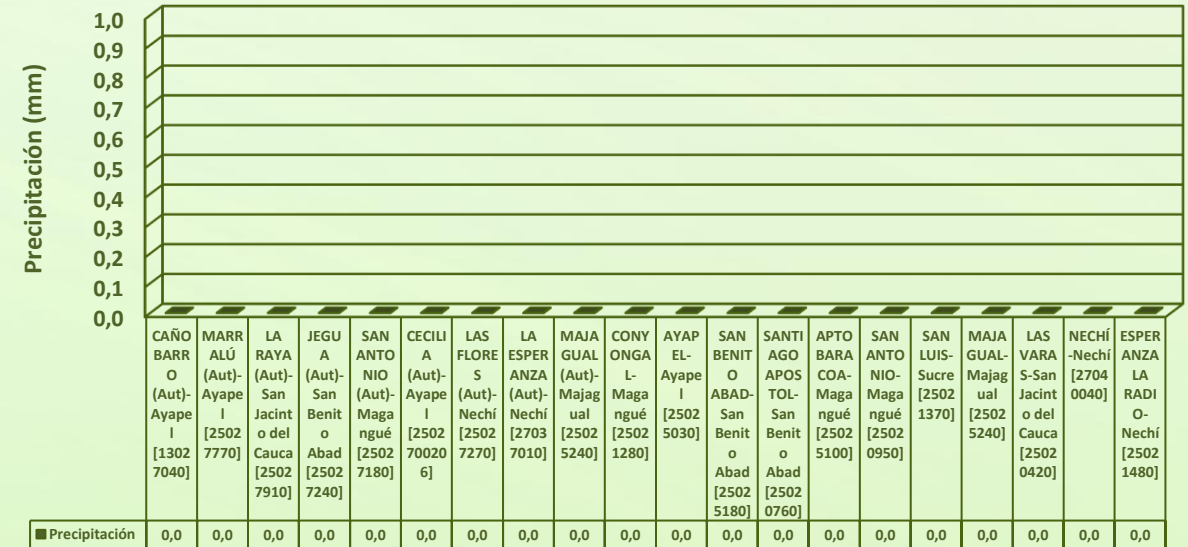 Precipitación (mm)
1,0
0,9
0,8
0,7
0,6
0,5
0,4
0,3
0,2
0,1
0,0
CAÑO
BARR
O
(Aut)-
Ayape
l
[1302
7040]
MARR
ALÚ
(Aut)-
Ayape
l
[2502
7770]
LA
RAYA
(Aut)-
San
Jacint
o del
Cauca
[2502
7910]
JEGU
A
(Aut)-
San
Benit
o
Abad
[2502
7240]
SAN
ANTO
NIO
(Aut)-
Maga
ngué
[2502
7180]
CECILI
A
(Aut)-
Ayape
l
[2502
70020
6]
LAS
FLORE
S
(Aut)-
Nechí
[2502
7270]
LA
ESPER
ANZA
(Aut)-
Nechí
[2703
7010]
MAJA
GUAL
(Aut)-
Majag
ual
[2502
5240]
CONY
ONGA
L-
Maga
ngué
[2502
1280]
AYAP
EL-
Ayape
l
[2502
5030]
SAN
BENIT
O
ABAD-
San
Benit
o
Abad
[2502
5180]
SANTI
AGO
APOS
TOL-
San
Benit
o
Abad
[2502
0760]
APTO
BARA
COA-
Maga
ngué
[2502
5100]
SAN
ANTO
NIO-
Maga
ngué
[2502
0950]
SAN
LUIS-
Sucre
[2502
1370]
MAJA
GUAL-
Majag
ual
[2502
5240]
LAS
VARA
S-San
Jacint
o del
Cauca
[2502
0420]
NECHÍ
-Nechí
[2704
0040]
ESPER
ANZA
LA
RADI
O-
Nechí
[2502
1480]
Precipitación 0,0 0,0 0,0 0,0 0,0 0,0 0,0 0,0 0,0 0,0 0,0 0,0 0,0 0,0 0,0 0,0 0,0 0,0 0,0 0,0